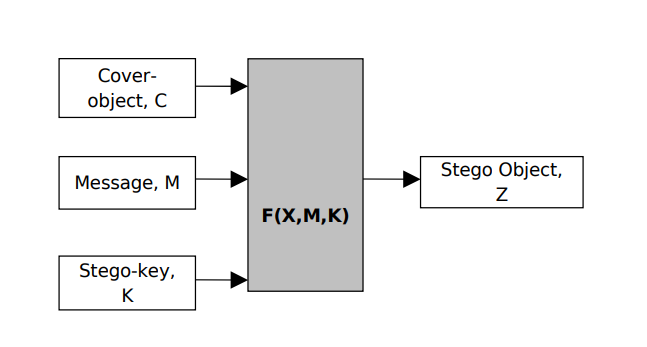 Cover-
object, C
Message, M
Stego-key,
K
F(X,M,K)
Stego Object,
Z